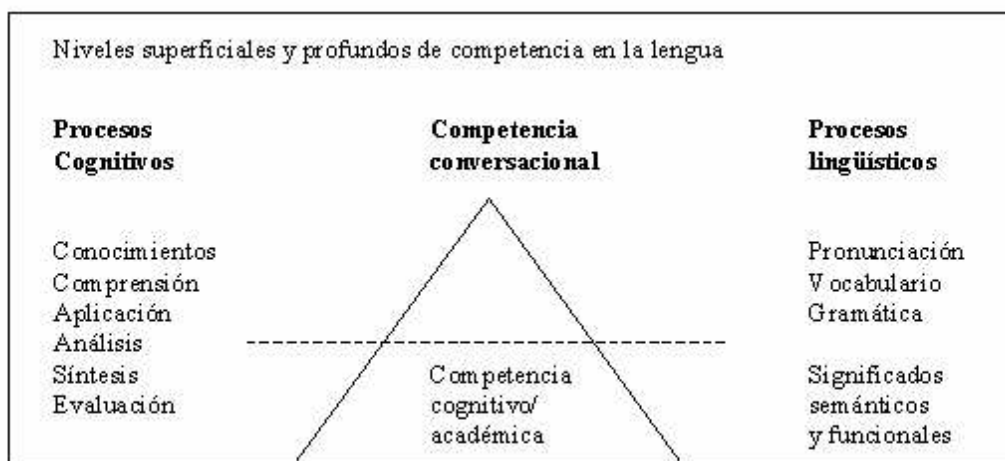 Niveles superficiales y profundos de competencia en la lengua
Procesos
Cognitivos
Conocimientos
Comprensión
Aplicación
Análisis
Síntesis
Evaluación
Competencia
conversacional
Competencia
cognitivo/
académica
Procesos
lingüísticos
Pronunciación
Vocabulario
Gramática
Significados
semánticos
y funcionales